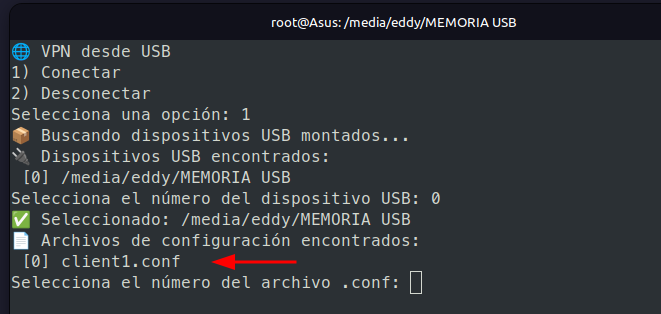 root@Asus: /media/eddy/MEMORIA USB
🌐 VPN desde USB
1) Conectar
2) Desconectar
Selecciona una opción: 1
📦 Buscando dispositivos USB montados...
🔌 Dispositivos USB encontrados:
[0] /media/eddy/MEMORIA USB
Selecciona el número del dispositivo USB: 0
✅ Seleccionado: /media/eddy/MEMORIA USB
📄 Archivos de configuración encontrados:
[0] client1.conf
Selecciona el número del archivo .conf: